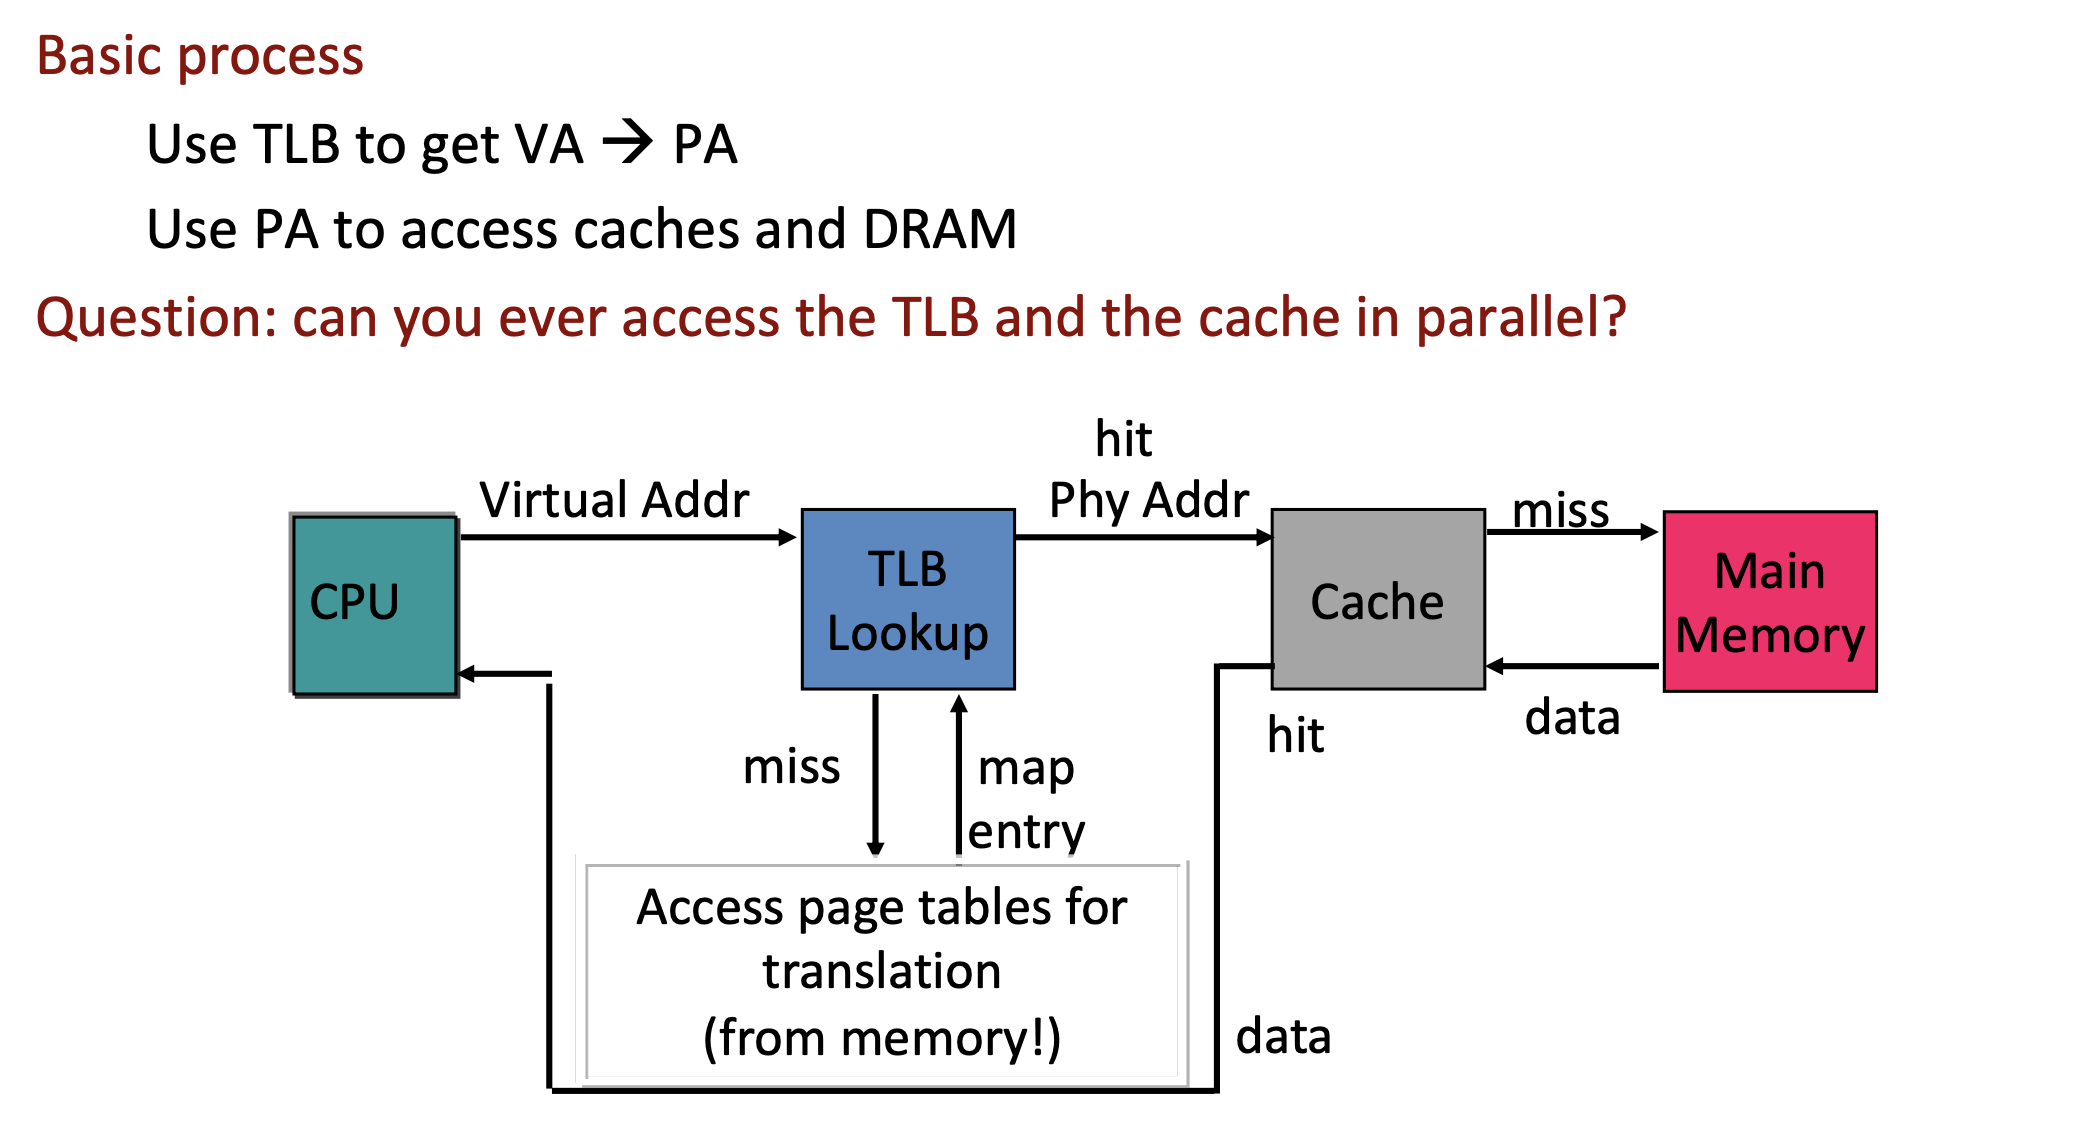 Basic process
Use TLB to get VA → PA
Use PA to access caches and DRAM
Question: can you ever access the TLB and the cache in parallel?
hit
Virtual Addr
Phy Addr
miss
CPU
TLB
Lookup
Cache
Main
Memory
hit
data
miss
map
entry
Access page tables for
translation
(from memory!)
data